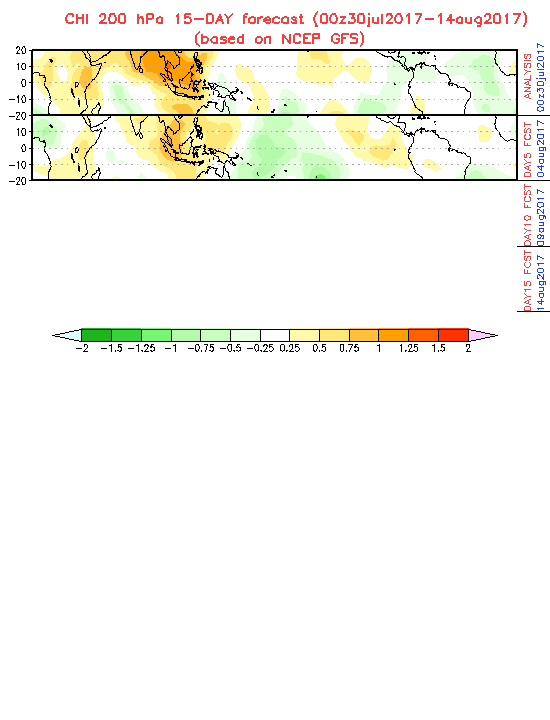 CHI 200 hPa 15-DAY forecast (00z30jul2017-14aug2017)
(based on NCEP GFS)
20
10
0
-10
-20
10
0
-10
-20
ANALYSIS
00z30jul2017
DAY5 FCST
04aug2017
DAY10 FCST
09aug2017
DAY15 FCST
14aug2017
-2 -1.5 -1.25 -1 -0.75 -0.5 -0.25 0.25 0.5 0.75 1 1.25 1.5 2